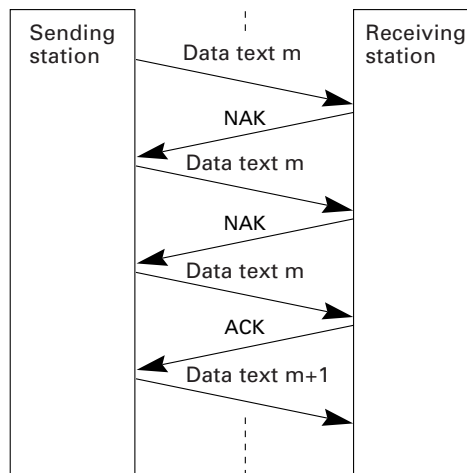 Sending
station
Receiving
station
Data text m
NAK
Data text m
NAK
Data text m
ACK
Data text m+1